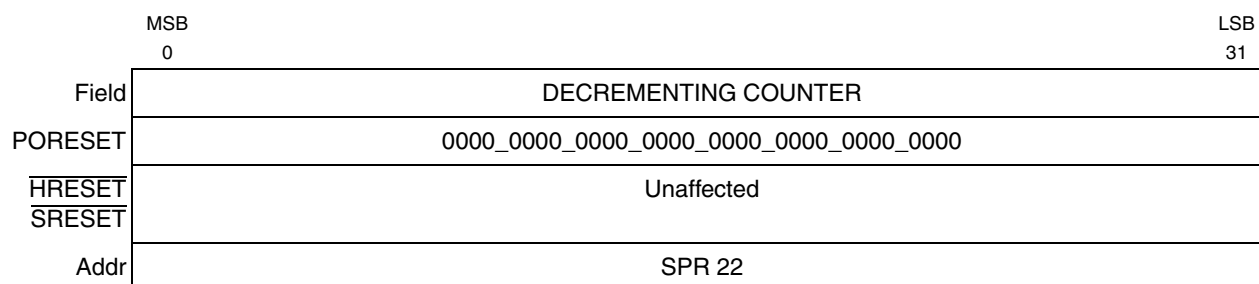 MSB LSB
0 31
Field DECREMENTING COUNTER
PORESET 0000_0000_0000_0000_0000_0000_0000_0000
HRESET Unaffected
SRESET
Addr SPR 22